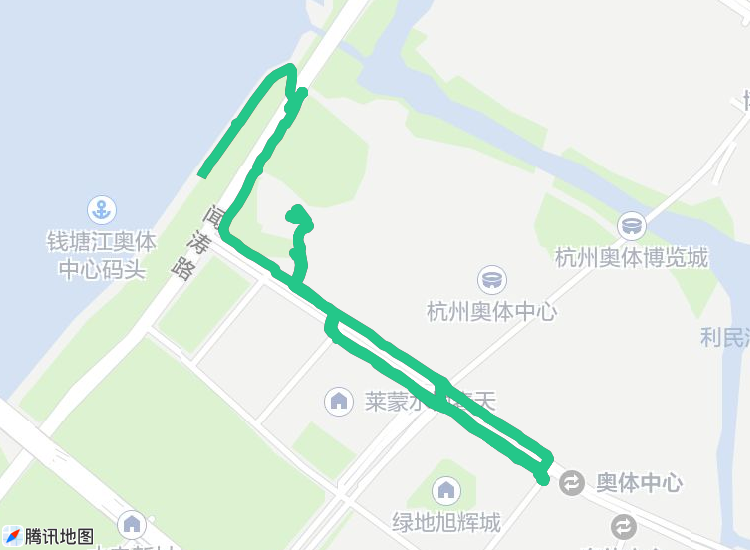 闻
涛
路
钱塘江奥体
中心码头
杭州奥体博览城
杭州奥体中心
利民
莱蒙水
天
奥体中心
绿地旭辉城
腾讯地图